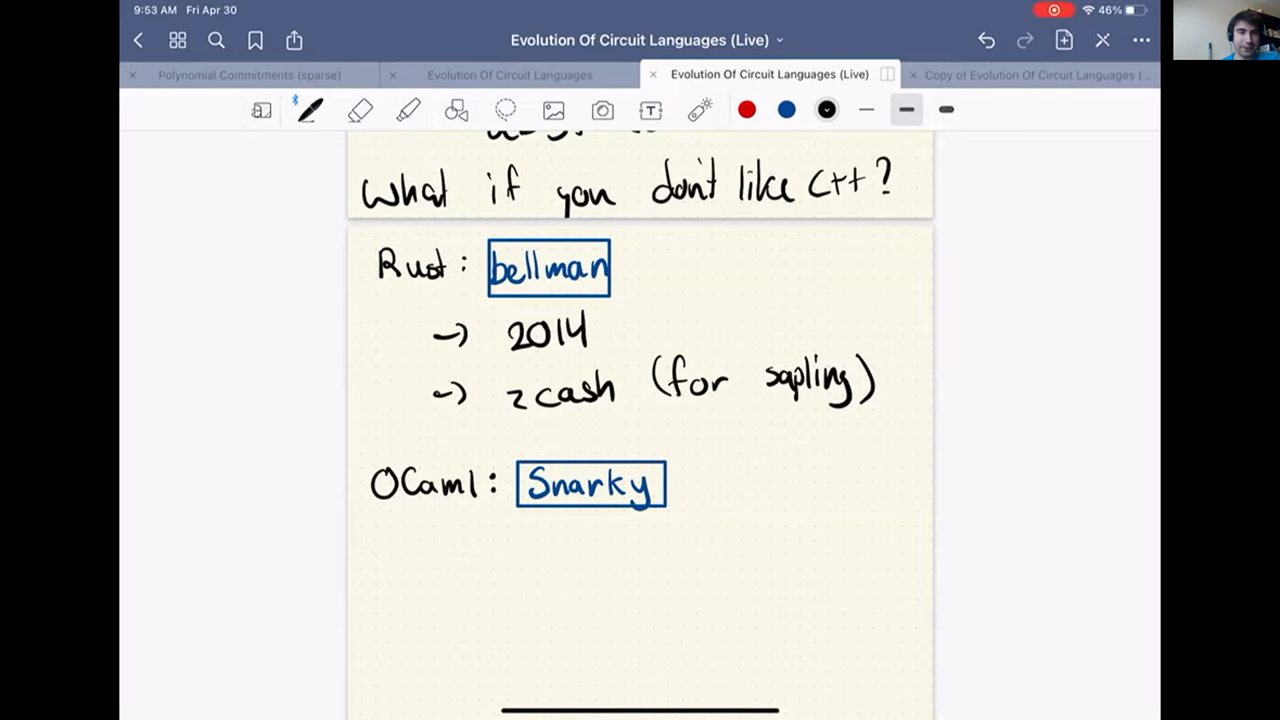 9:53 AM Fri Apr 30
46%
Evolution Of Circuit Languages (Live)
Polynomial Commitments (sparse)
Evolution Of Circuit Languages
Evolution Of Circuit Languages (Live)
Copy of Evolution Of Circuit Languages (...
What if you don't like C++?
Rust: bellman
→ 2014
→ zcash (for sapling)
OCaml: Snarky